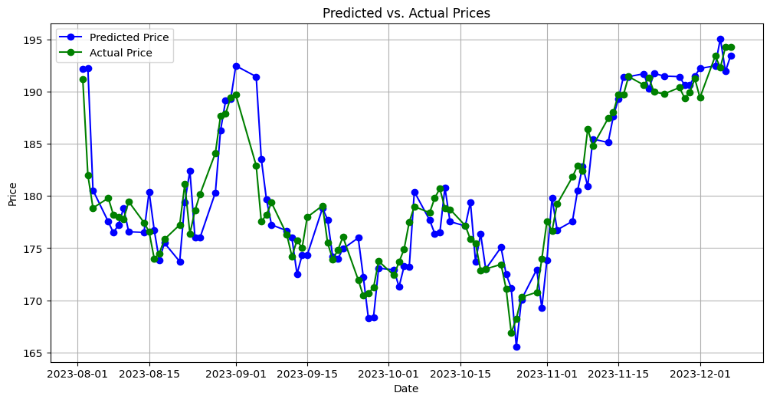 Predicted vs. Actual Prices
Predicted Price
Actual Price
195
190
185
180
175
170
165
Price
2023-08-01 2023-08-15 2023-09-01 2023-09-15 2023-10-01 2023-10-15 2023-11-01 2023-11-15 2023-12-01
Date